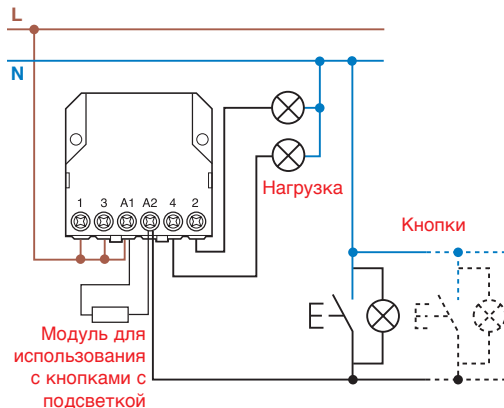 L
N
1 3 A1 A2 4 2
Нагрузка
Кнопки
Модуль для
использования
с кнопками с
подсветкой